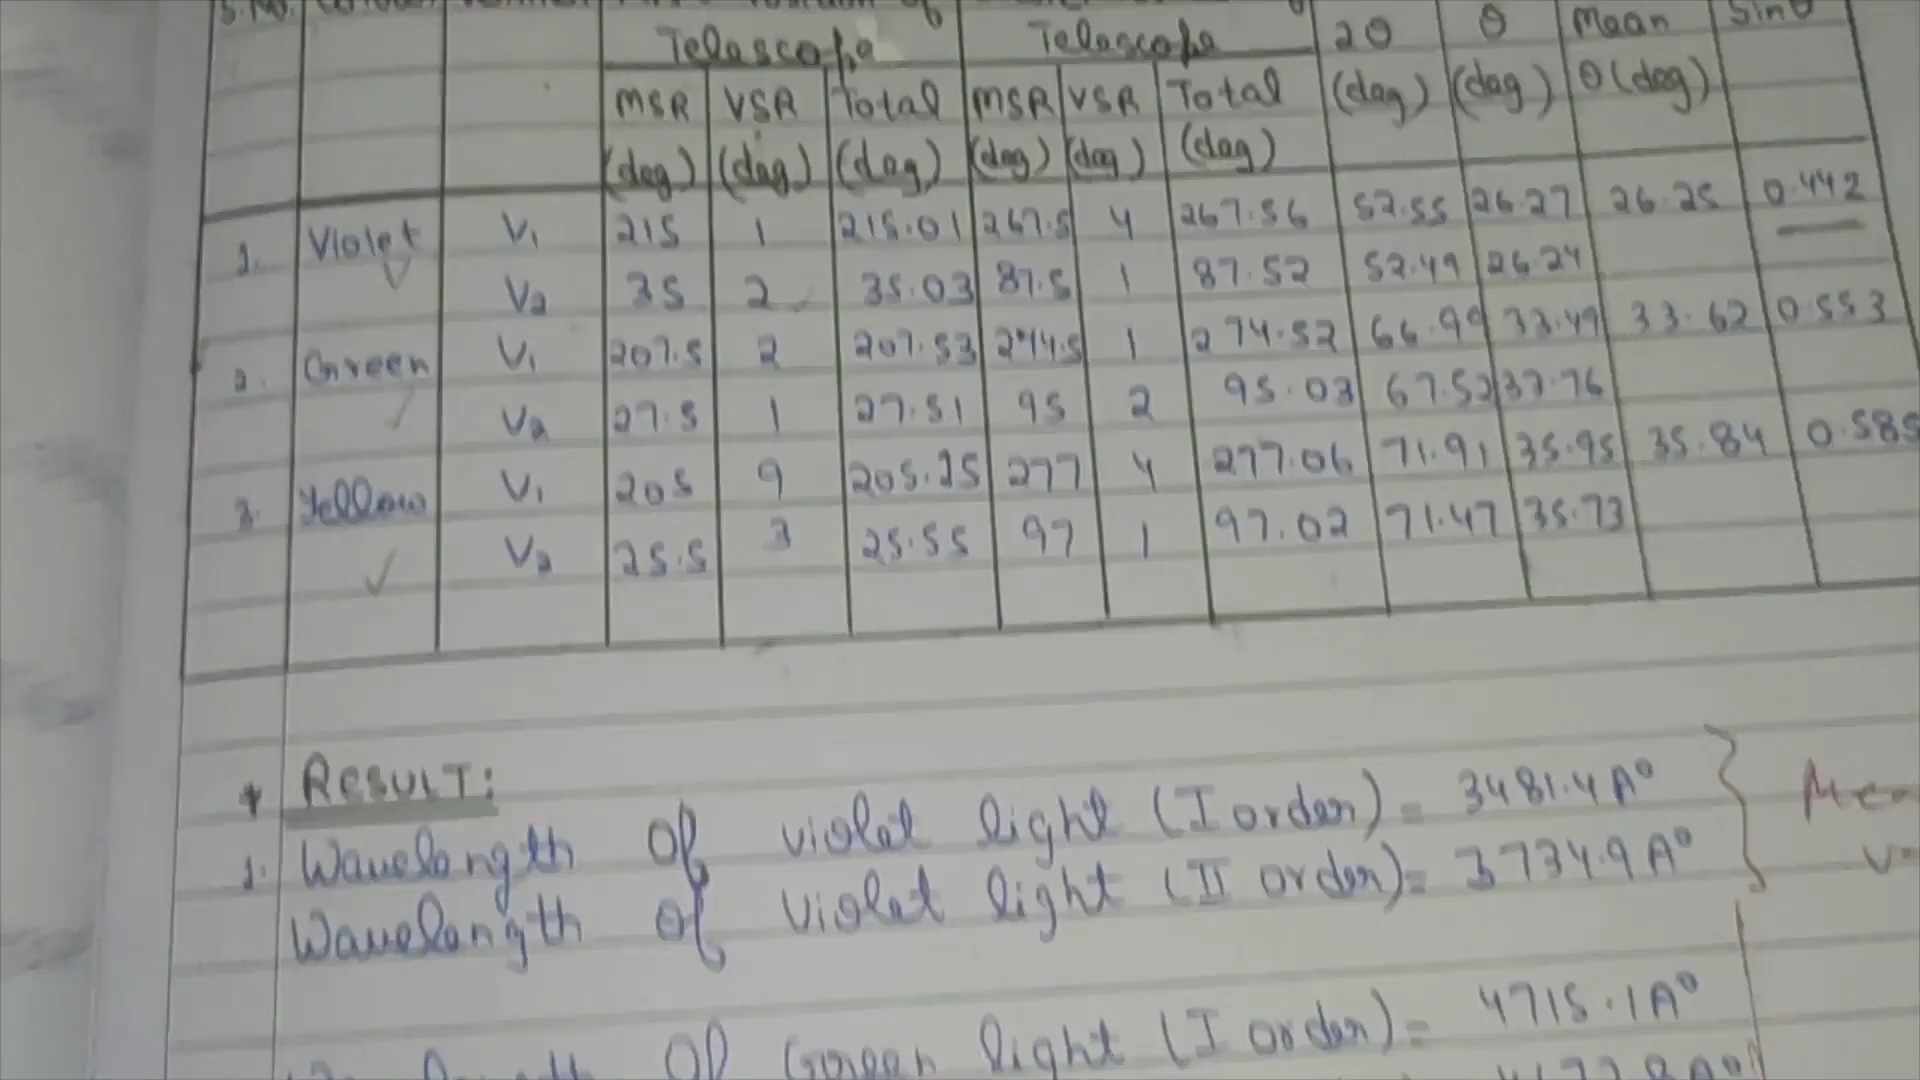 S.No.
Telescope Telescope 2θ θ Mean Sinθ
MSR VSR Total MSR VSR Total (deg) (deg) θ(deg)
(deg) (deg) (deg) (deg) (deg) (deg)
1. Violet V₁ 215 1 215.01 267.5 4 267.56 52.55 26.27 26.25 0.442
V₂ 35 2 35.03 87.5 1 87.52 52.49 26.24
2. Green V₁ 207.5 2 207.53 274.5 1 274.52 66.99 33.49 33.62 0.553
V₂ 27.5 1 27.51 95 2 95.03 67.52 33.76
3. Yellow V₁ 205 9 205.15 277 4 277.06 71.91 35.95 35.84 0.585
V₂ 25.5 3 25.55 97 1 97.02 71.47 35.73
* RESULT:
1. Wavelength of violet light (I order) = 3481.4 A°
Wavelength of violet light (II order) = 3734.9 A°
Of Green light (I order) = 4715.1 A°